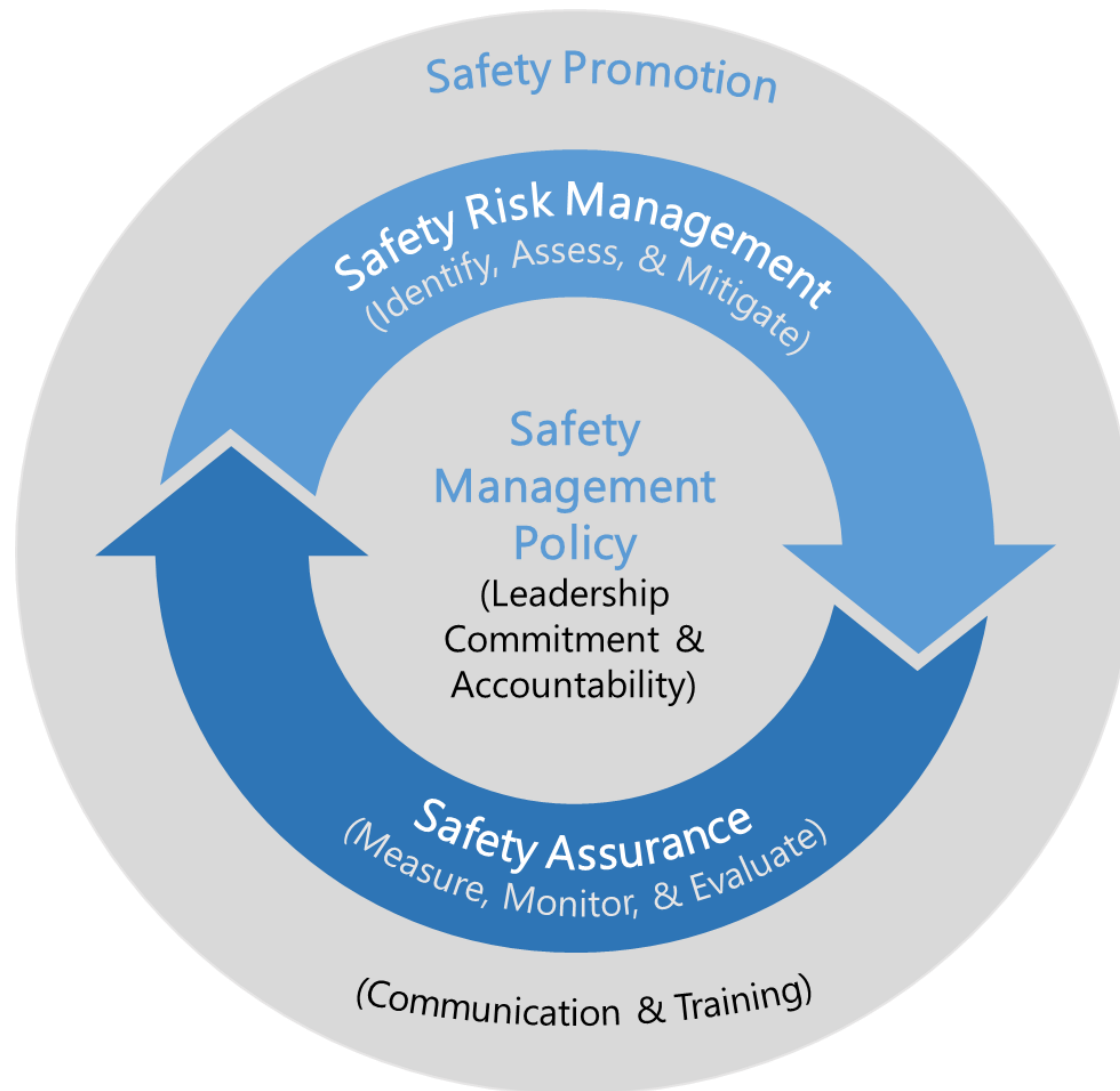 Safety Promotion
Safety Risk Management
(Identify, Assess, & Mitigate)
Safety
Management
Policy
(Leadership
Commitment &
Accountability)
Safety Assurance
(Measure, Monitor, & Evaluate)
(Communication & Training)